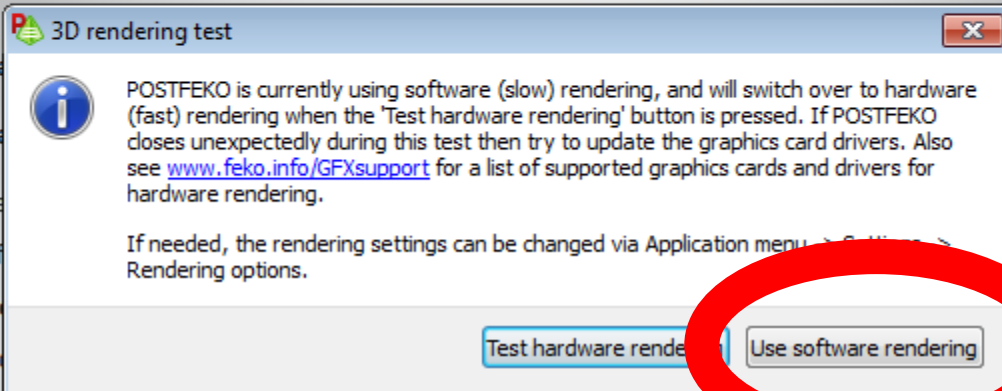 3D rendering test
POSTFEKO is currently using software (slow) rendering, and will switch over to hardware
(fast) rendering when the 'Test hardware rendering' button is pressed. If POSTFEKO
closes unexpectedly during this test then try to update the graphics card drivers. Also
see www.feko.info/GFXsupport for a list of supported graphics cards and drivers for
hardware rendering.
If needed, the rendering settings can be changed via Application menu -> Settings ->
Rendering options.
Test hardware rendering
Use software rendering